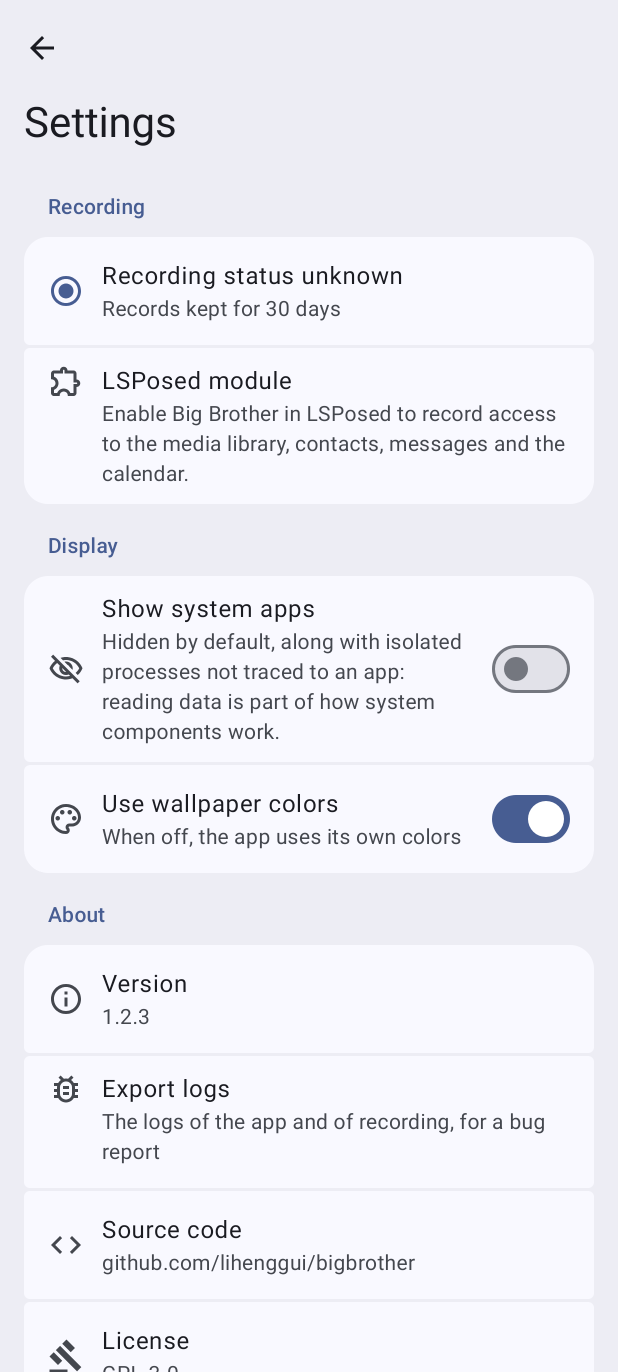 Settings
Recording
Recording status unknown
Records kept for 30 days
LSPosed module
Enable Big Brother in LSPosed to record access
to the media library, contacts, messages and the
calendar.
Display
Show system apps
Hidden by default, along with isolated
processes not traced to an app:
reading data is part of how system
components work.
Use wallpaper colors
When off, the app uses its own colors
About
Version
1.2.3
Export logs
The logs of the app and of recording, for a bug
report
Source code
github.com/lihenggui/bigbrother
License